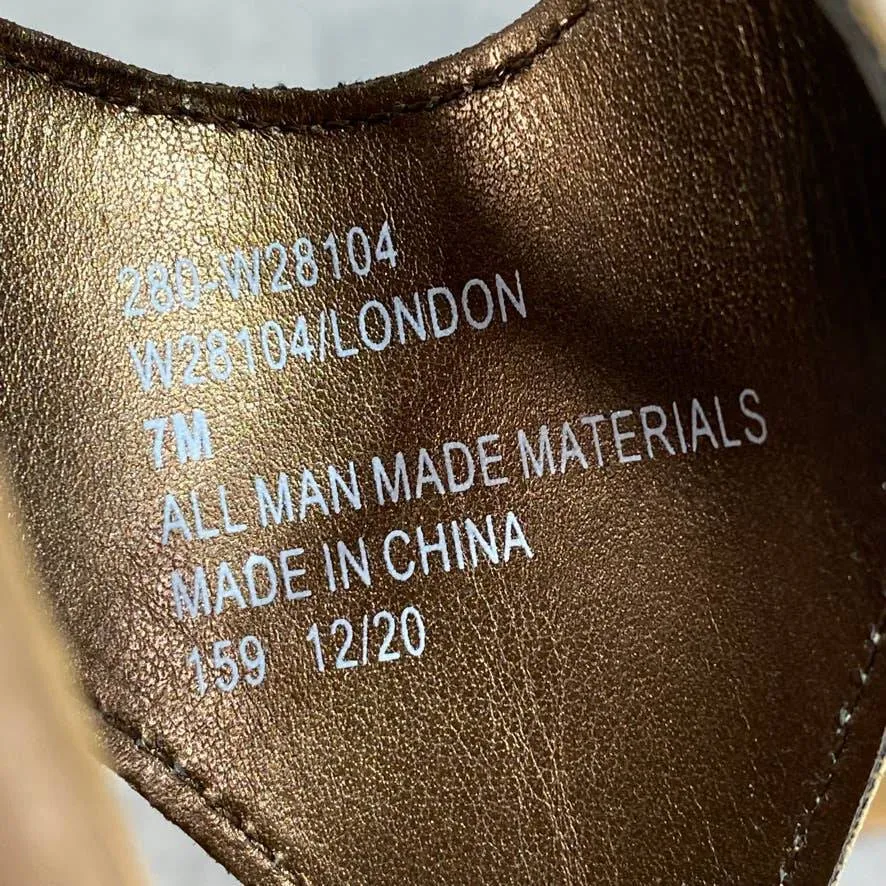 280-W28104
W28104/LONDON
7M
ALL MAN MADE MATERIALS
MADE IN CHINA
159 12/20